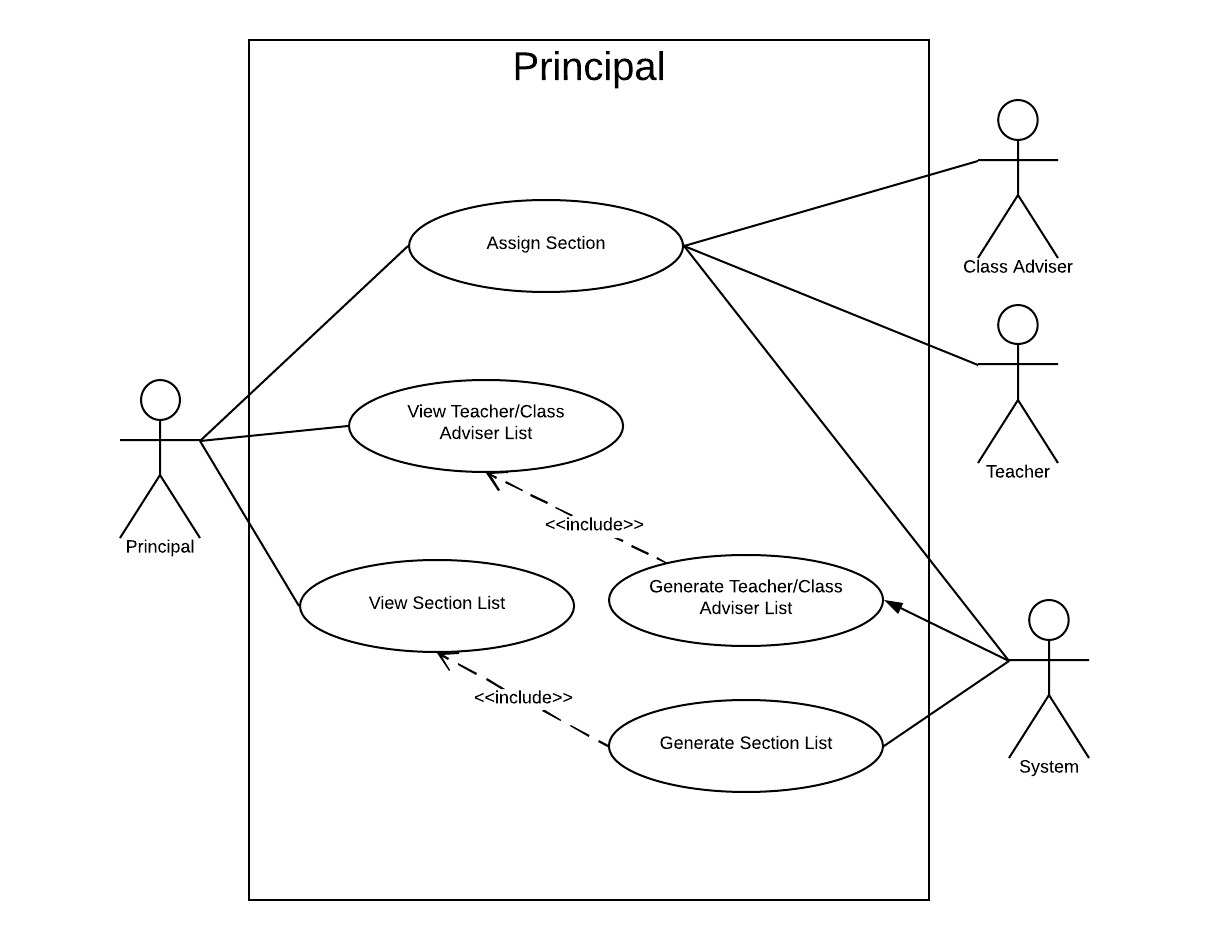 Principal
Class Adviser
Assign Section
View Teacher/Class
Adviser List
Teacher
Principal
<<include>>
Generate Teacher/Class
Adviser List
View Section List
<<include>>
Generate Section List
System